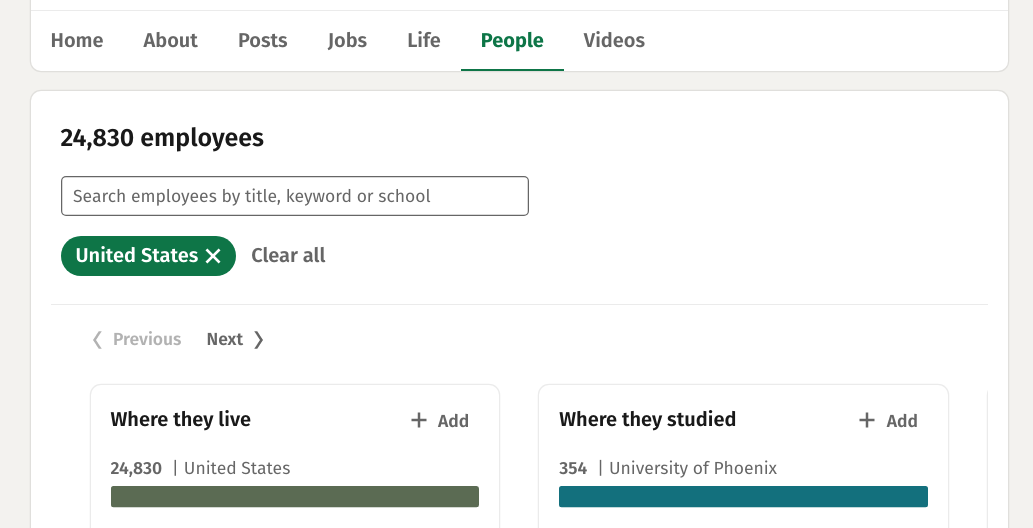 Home About Posts Jobs Life People Videos
24,830 employees
Search employees by title, keyword or school
United States Clear all
Previous Next
Where they live Add
24,830 | United States
Where they studied Add
354 | University of Phoenix